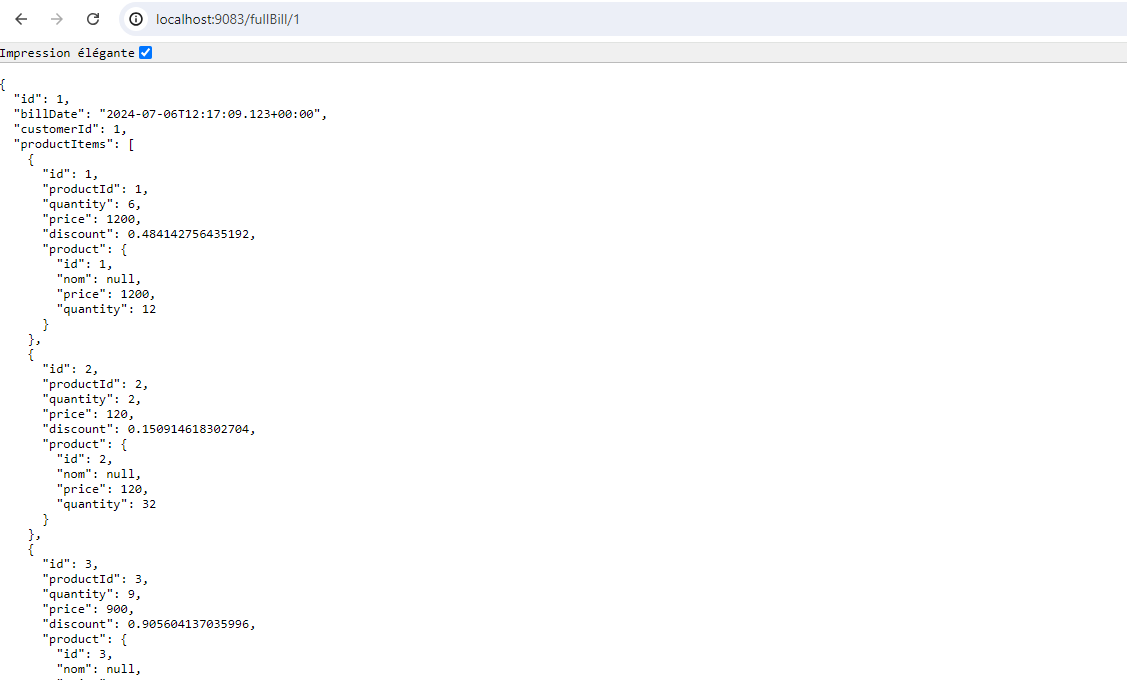 localhost:9083/fullBill/1
Impression élégante
{
  "id": 1,
  "billDate": "2024-07-06T12:17:09.123+00:00",
  "customerId": 1,
  "productItems": [
    {
      "id": 1,
      "productId": 1,
      "quantity": 6,
      "price": 1200,
      "discount": 0.484142756435192,
      "product": {
        "id": 1,
        "nom": null,
        "price": 1200,
        "quantity": 12
      }
    },
    {
      "id": 2,
      "productId": 2,
      "quantity": 2,
      "price": 120,
      "discount": 0.150914618302704,
      "product": {
        "id": 2,
        "nom": null,
        "price": 120,
        "quantity": 32
      }
    },
    {
      "id": 3,
      "productId": 3,
      "quantity": 9,
      "price": 900,
      "discount": 0.905604137035996,
      "product": {
        "id": 3,
        "nom": null,